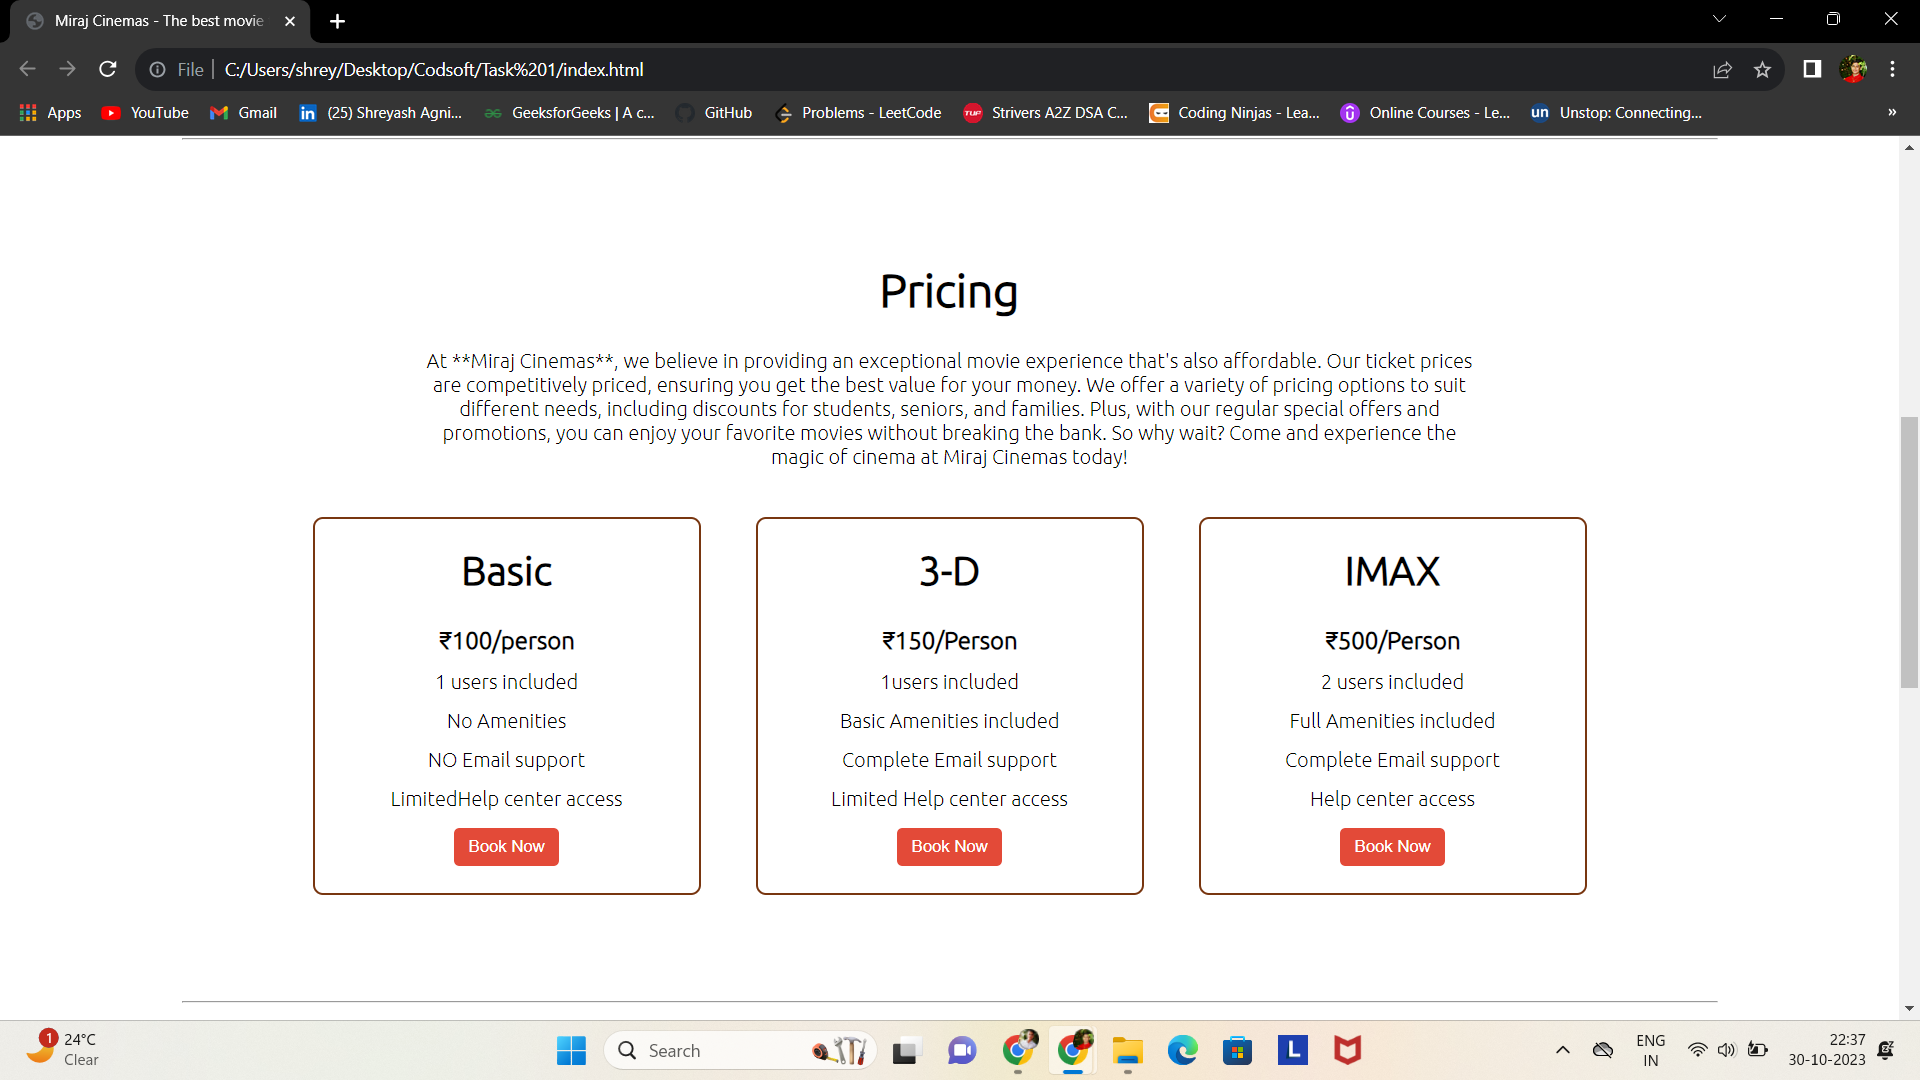 Miraj Cinemas - The best movie
File
C:/Users/shrey/Desktop/Codsoft/Task%201/index.html
Apps
YouTube
Gmail
(25) Shreyash Agni...
GeeksforGeeks | A c...
GitHub
Problems - LeetCode
Strivers A2Z DSA C...
Coding Ninjas - Lea...
Online Courses - Le...
un
Unstop: Connecting...
Pricing
At **Miraj Cinemas**, we believe in providing an exceptional movie experience that's also affordable. Our ticket prices
are competitively priced, ensuring you get the best value for your money. We offer a variety of pricing options to suit
different needs, including discounts for students, seniors, and families. Plus, with our regular special offers and
promotions, you can enjoy your favorite movies without breaking the bank. So why wait? Come and experience the
magic of cinema at Miraj Cinemas today!
Basic
₹100/person
1 users included
No Amenities
NO Email support
LimitedHelp center access
Book Now
3-D
₹150/Person
1users included
Basic Amenities included
Complete Email support
Limited Help center access
Book Now
IMAX
₹500/Person
2 users included
Full Amenities included
Complete Email support
Help center access
Book Now
1
24°C
Clear
Search
L
ENG
IN
22:37
30-10-2023